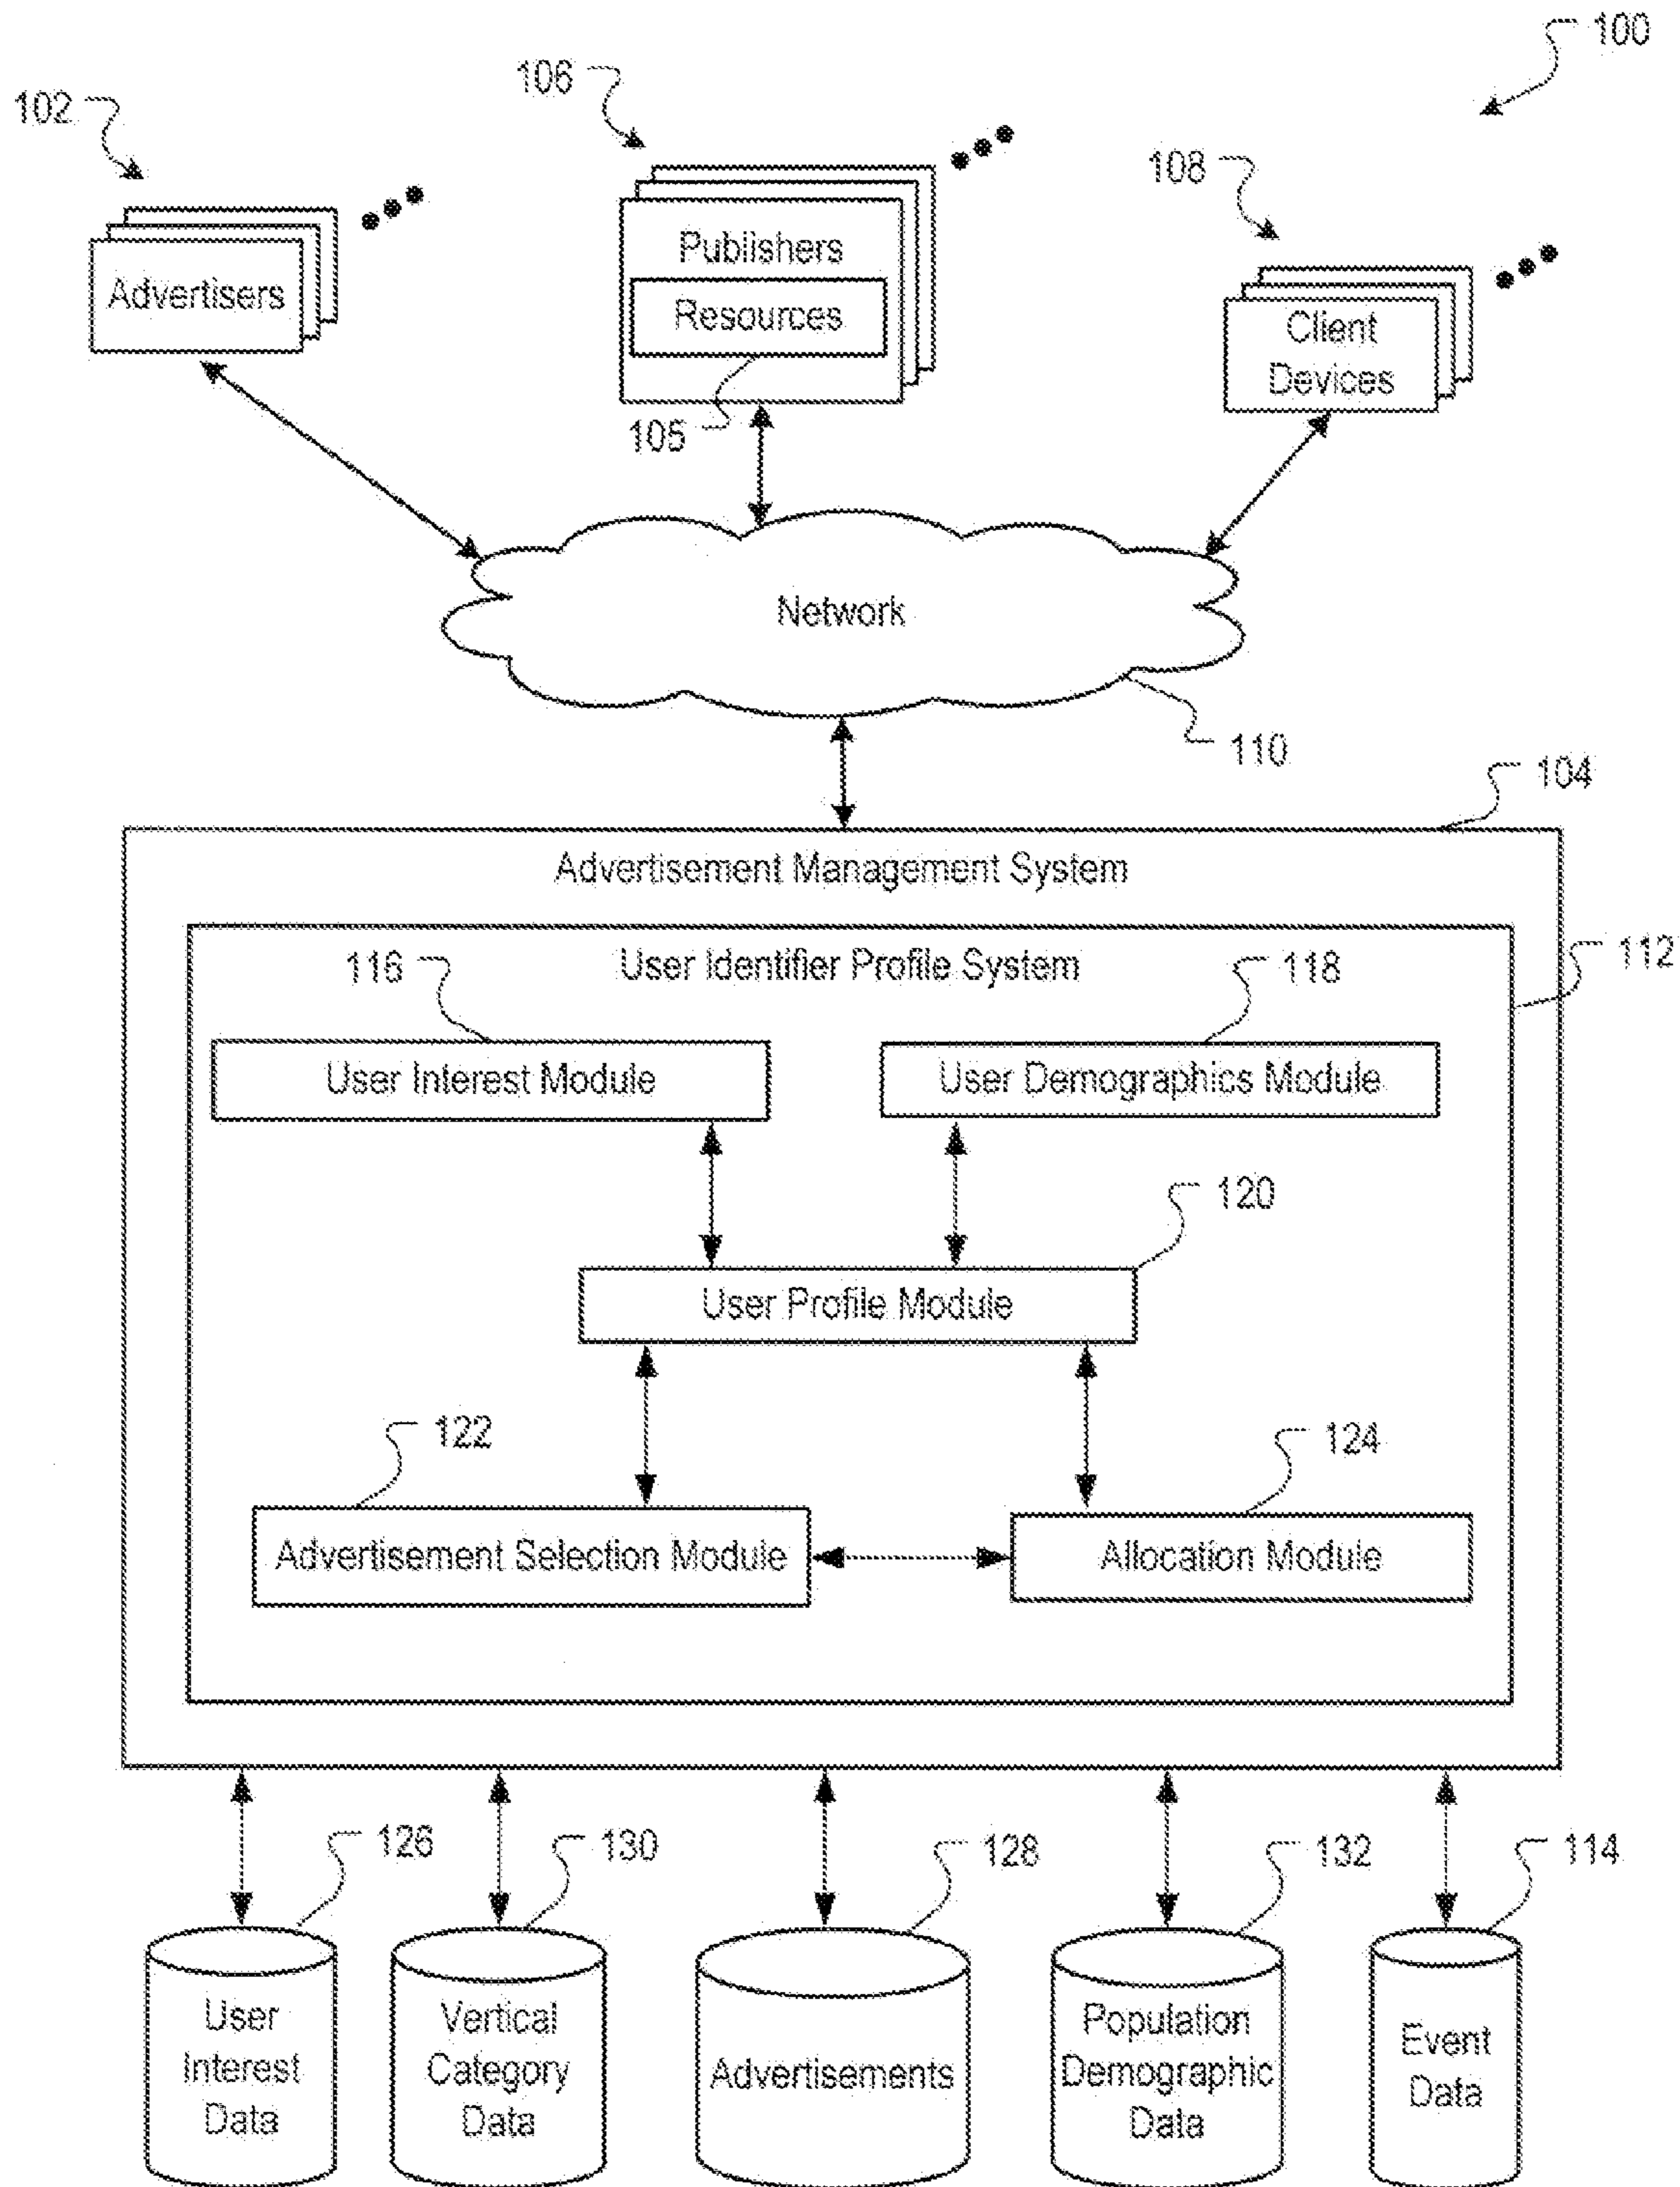 100
106
102
108
Publishers
Advertisers
Resources
Client
Devices
105
Network
110
104
Advertisement Management System
112
116
User Identifier Profile System
118
User Interest Module
User Demographics Module
120
User Profile Module
122
124
Advertisement Selection Module
Allocation Module
126
130
128
132
114
User
Interest
Data
Vertical
Category
Data
Advertisements
Population
Demographic
Data
Event
Data